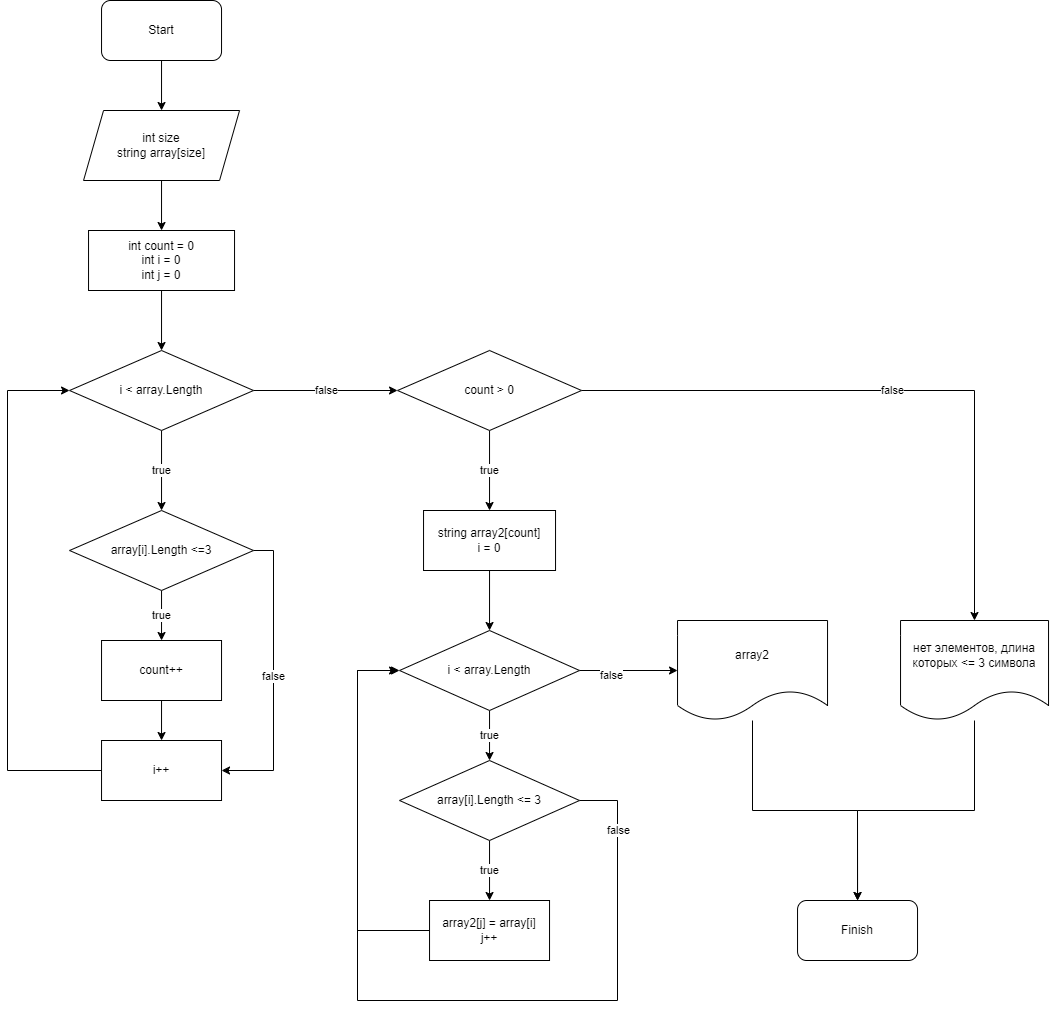 Start
int size
string array[size]
int count = 0
int i = 0
int j = 0
i < array.Length
false
count > 0
false
true
true
string array2[count]
i = 0
array[i].Length <=3
true
count++
false
i++
i < array.Length
false
array2
нет элементов, длина
которых <= 3 символа
true
array[i].Length <= 3
false
true
array2[j] = array[i]
j++
Finish